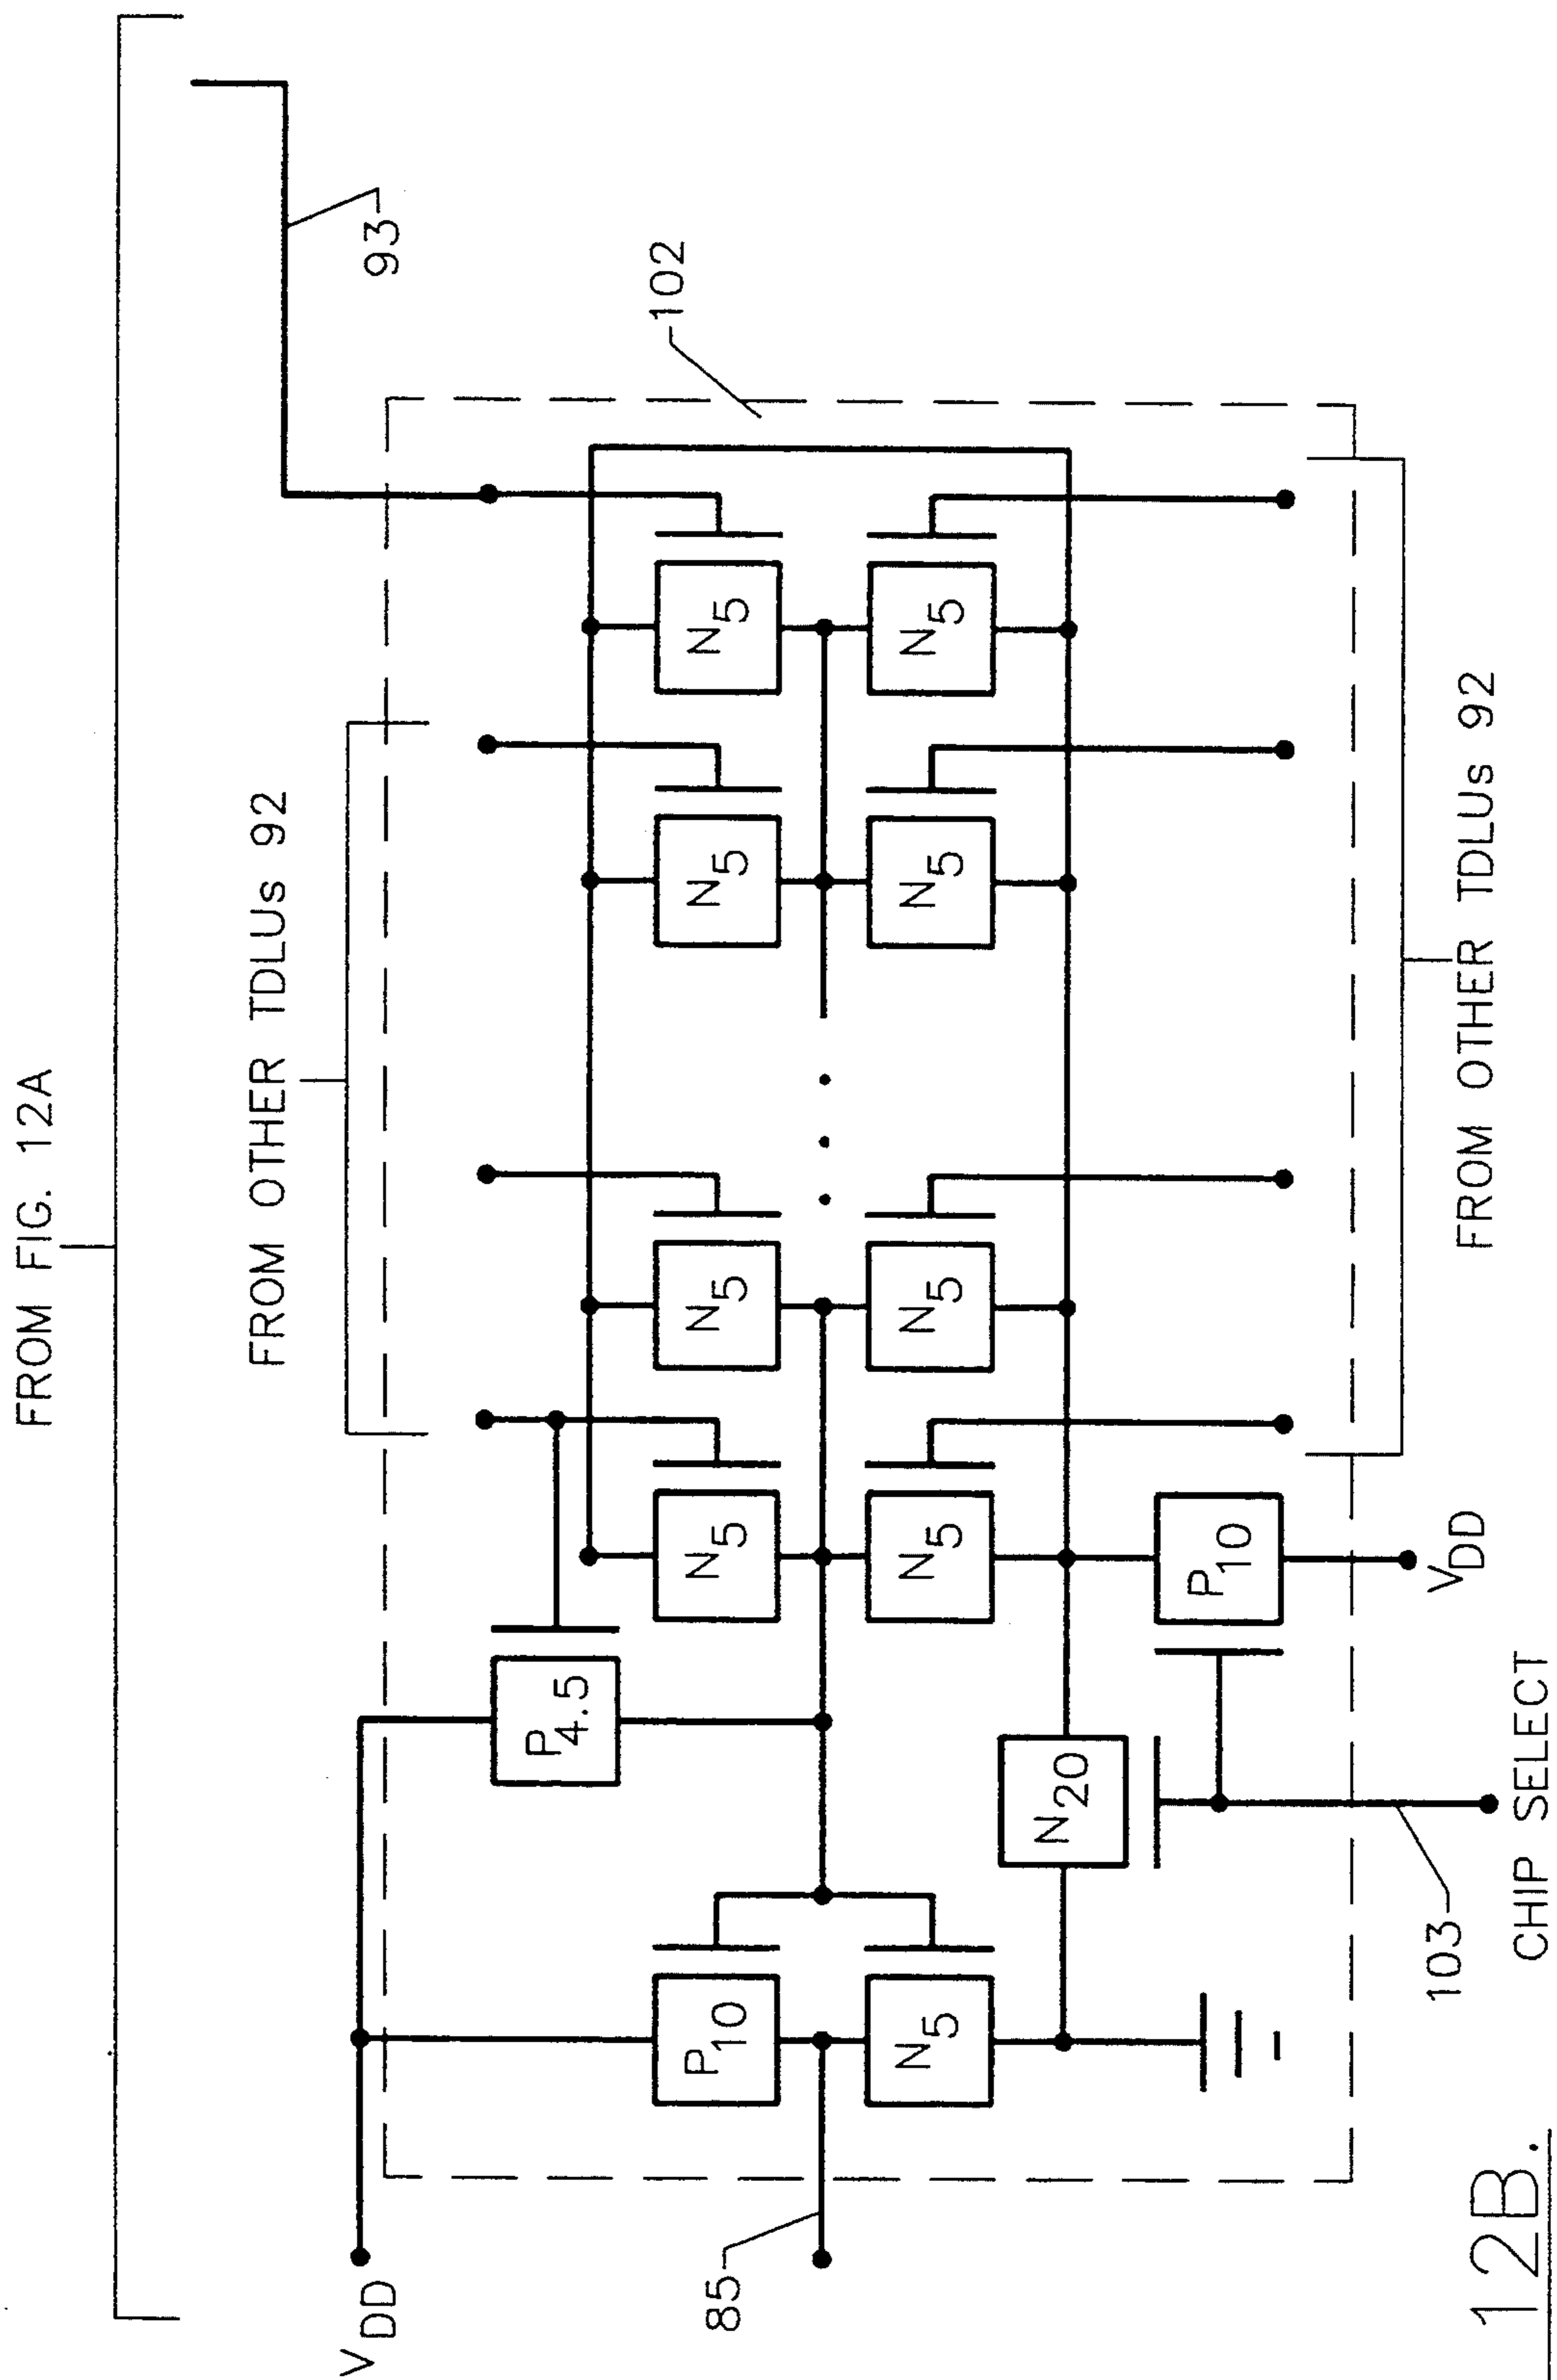 FROM FIG. 12A
93
FROM OTHER TDLUs 92
102
VDD
P4.5
N5
N5
N5
N5
P10
N5
N5
N5
N5
N5
85
N20
P10
VDD
103
CHIP SELECT
FROM OTHER TDLUs 92
12B.